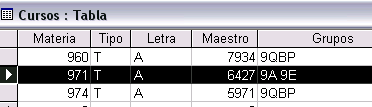 Cursos : Tabla
Materia Tipo Letra Maestro Grupos
960 T A 7934 9QBP
971 T A 6427 9A 9E
974 T A 5971 9QBP